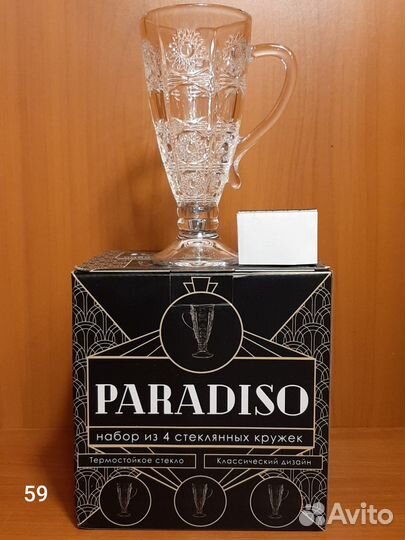 PARADISO
набор из 4 стеклянных кружек
Термостойкое стекло
Классический дизайн
59
Avito